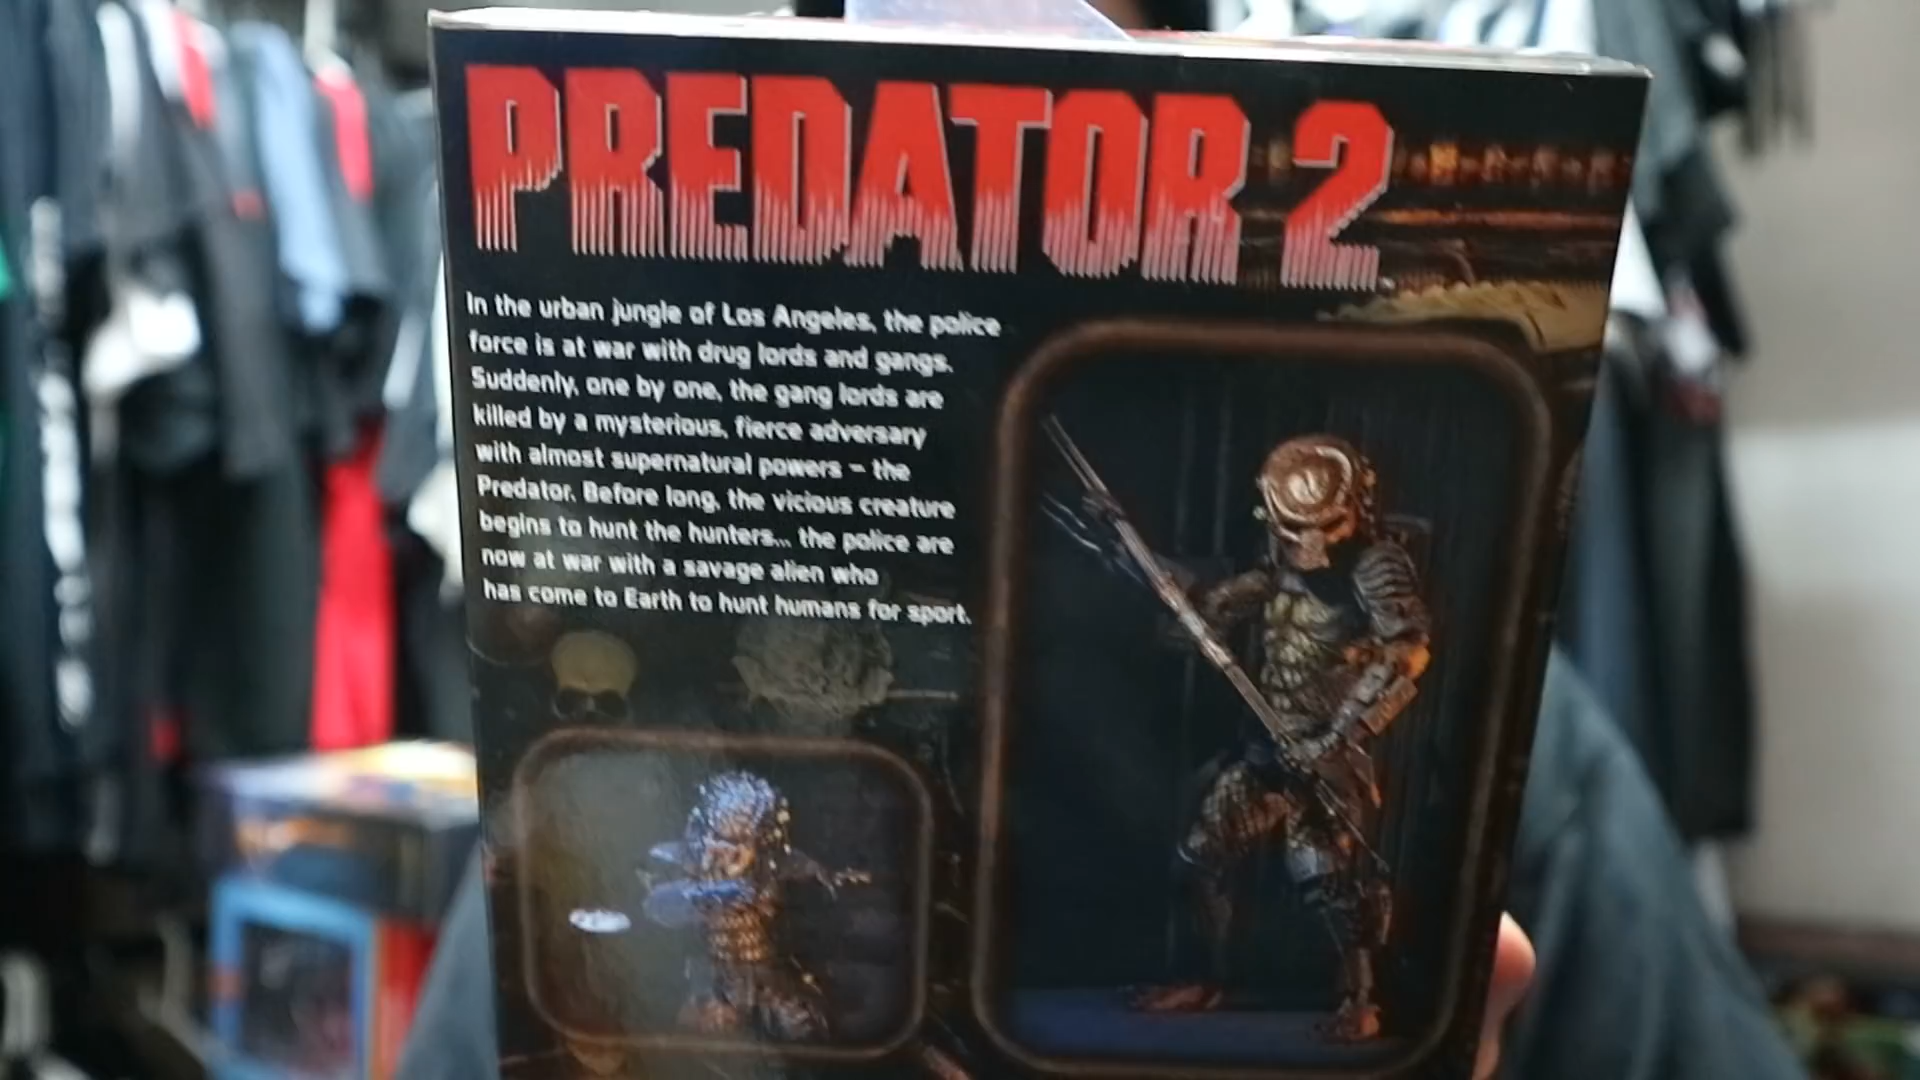 PREDATOR 2
In the urban jungle of Los Angeles, the police
force is at war with drug lords and gangs.
Suddenly, one by one, the gang lords are
killed by a mysterious, fierce adversary
with almost supernatural powers – the
Predator. Before long, the vicious creature
begins to hunt the hunters... the police are
now at war with a savage alien who
has come to Earth to hunt humans for sport.